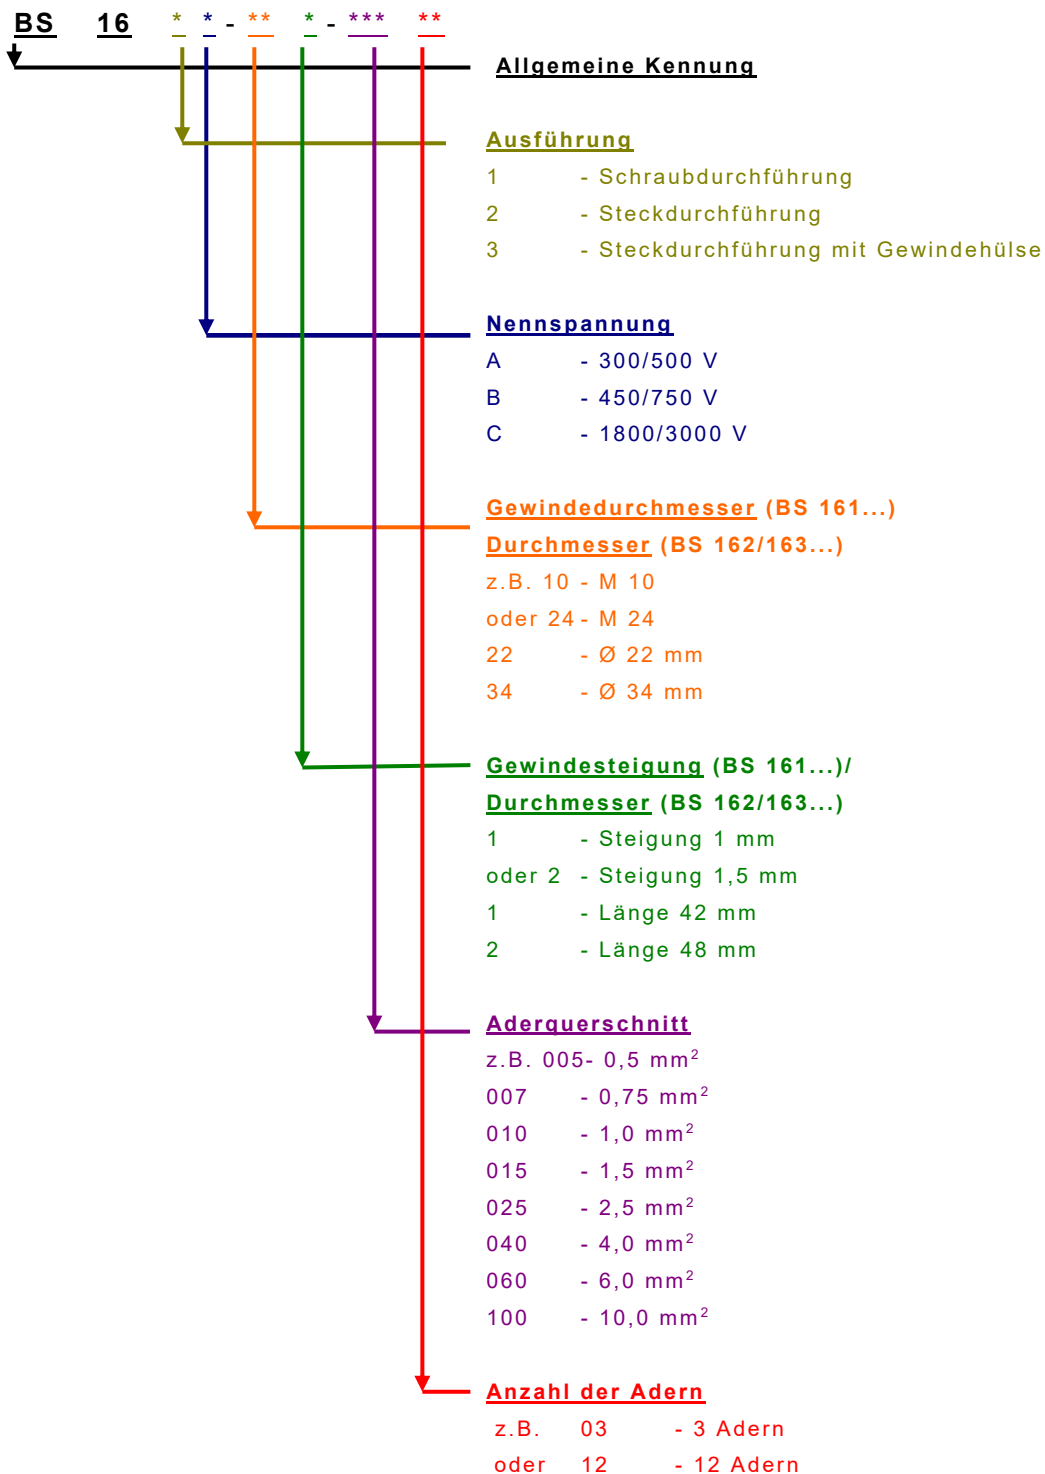 BS 16 * * - ** * - *** **
Allgemeine Kennung
Ausführung
1 - Schraubdurchführung
2 - Steckdurchführung
3 - Steckdurchführung mit Gewindehülse
Nennspannung
A - 300/500 V
B - 450/750 V
C - 1800/3000 V
Gewindedurchmesser (BS 161...)
Durchmesser (BS 162/163...)
z.B. 10 - M 10
oder 24 - M 24
22 - Ø 22 mm
34 - Ø 34 mm
Gewindesteigung (BS 161...)/
Durchmesser (BS 162/163...)
1 - Steigung 1 mm
oder 2 - Steigung 1,5 mm
1 - Länge 42 mm
2 - Länge 48 mm
Aderquerschnitt
z.B. 005- 0,5 mm²
007 - 0,75 mm²
010 - 1,0 mm²
015 - 1,5 mm²
025 - 2,5 mm²
040 - 4,0 mm²
060 - 6,0 mm²
100 - 10,0 mm²
Anzahl der Adern
z.B. 03 - 3 Adern
oder 12 - 12 Adern